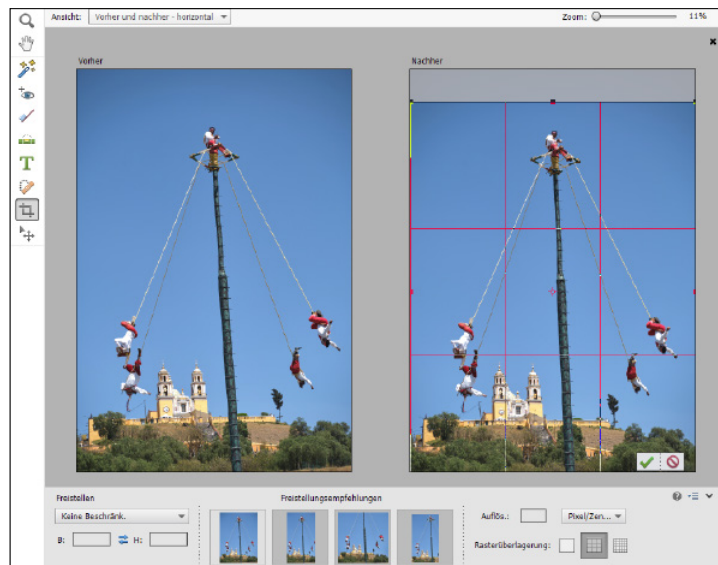 Ansicht: Vorher und nachher - horizontal
Zoom: 11%
Vorher
Nachher
T
Freistellen
Freistellungsempfehlungen
Keine Beschränk.
Auflös.: Pixel/Zen...
B: H:
Rasterüberlagerung: